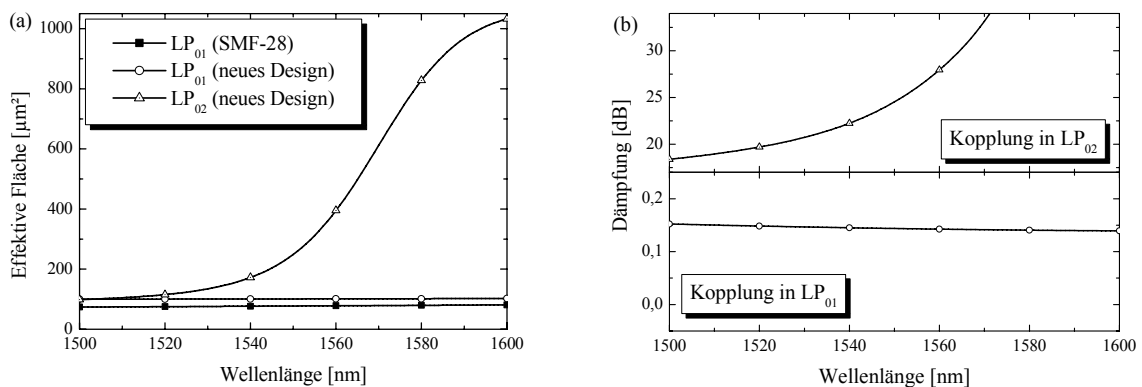 (a)
1000
800
600
400
200
0
Effektive Fläche [µm²]
LP01 (SMF-28)
LP01 (neues Design)
LP02 (neues Design)
1500 1520 1540 1560 1580 1600
Wellenlänge [nm]
(b)
30
25
20
0,2
0,1
0,0
Dämpfung [dB]
Kopplung in LP02
Kopplung in LP01
1500 1520 1540 1560 1580 1600
Wellenlänge [nm]